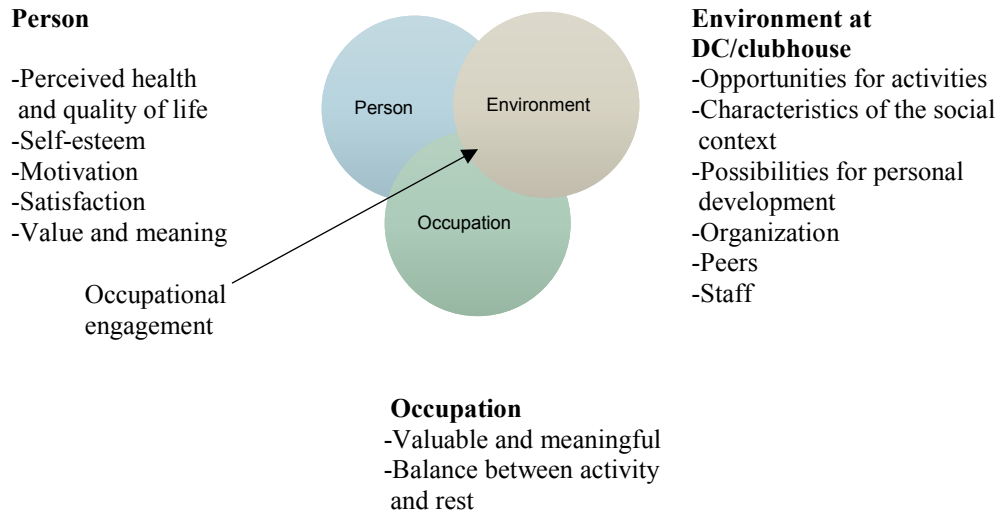 Person
-Perceived health
and quality of life
-Self-esteem
-Motivation
-Satisfaction
-Value and meaning
Person
Environment
Occupation
Occupational
engagement
Environment at
DC/clubhouse
-Opportunities for activities
-Characteristics of the social
context
-Possibilities for personal
development
-Organization
-Peers
-Staff
Occupation
-Valuable and meaningful
-Balance between activity
and rest